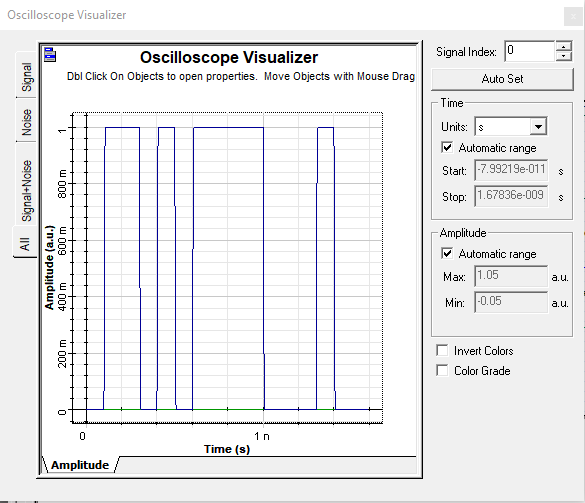 Oscilloscope Visualizer
Signal Index: 0
Auto Set
Signal
Noise
Signal+Noise
All
Oscilloscope Visualizer
Dbl Click On Objects to open properties. Move Objects with Mouse Drag
Amplitude (a.u.)
1
800 m
600 m
400 m
200 m
0
0
1 n
Time (s)
Amplitude
Time
Units: s
Automatic range
Start: -7.99219e-011 s
Stop: 1.67836e-009 s
Amplitude
Automatic range
Max: 1.05 a.u.
Min: -0.05 a.u.
Invert Colors
Color Grade